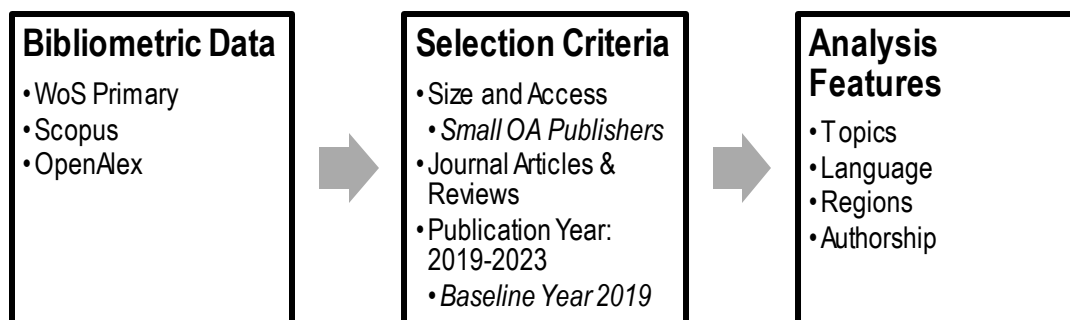 Bibliometric Data
•WoS Primary
•Scopus
•OpenAlex
Selection Criteria
•Size and Access
•Small OA Publishers
•Journal Articles &
Reviews
•Publication Year:
2019-2023
•Baseline Year 2019
Analysis
Features
•Topics
•Language
•Regions
•Authorship